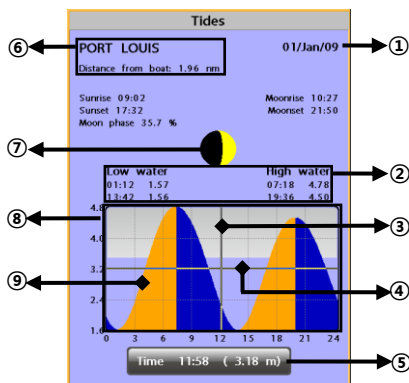 Tides
⑥
PORT LOUIS
01/Jan/09
①
Distance from boat: 1.96 nm
Sunrise 09:02
Moonrise 10:27
Sunset 17:32
Moonset 21:50
Moon phase 35.7 %
⑦
Low water
High water
②
01:12 1.57
07:18 4.78
13:42 1.56
19:36 4.50
⑧
4.8
③
4.0
3.2
⑨
④
2.4
1.6
0 3 6 9 12 15 18 21 24
Time 11:58 ( 3.18 m)
⑤